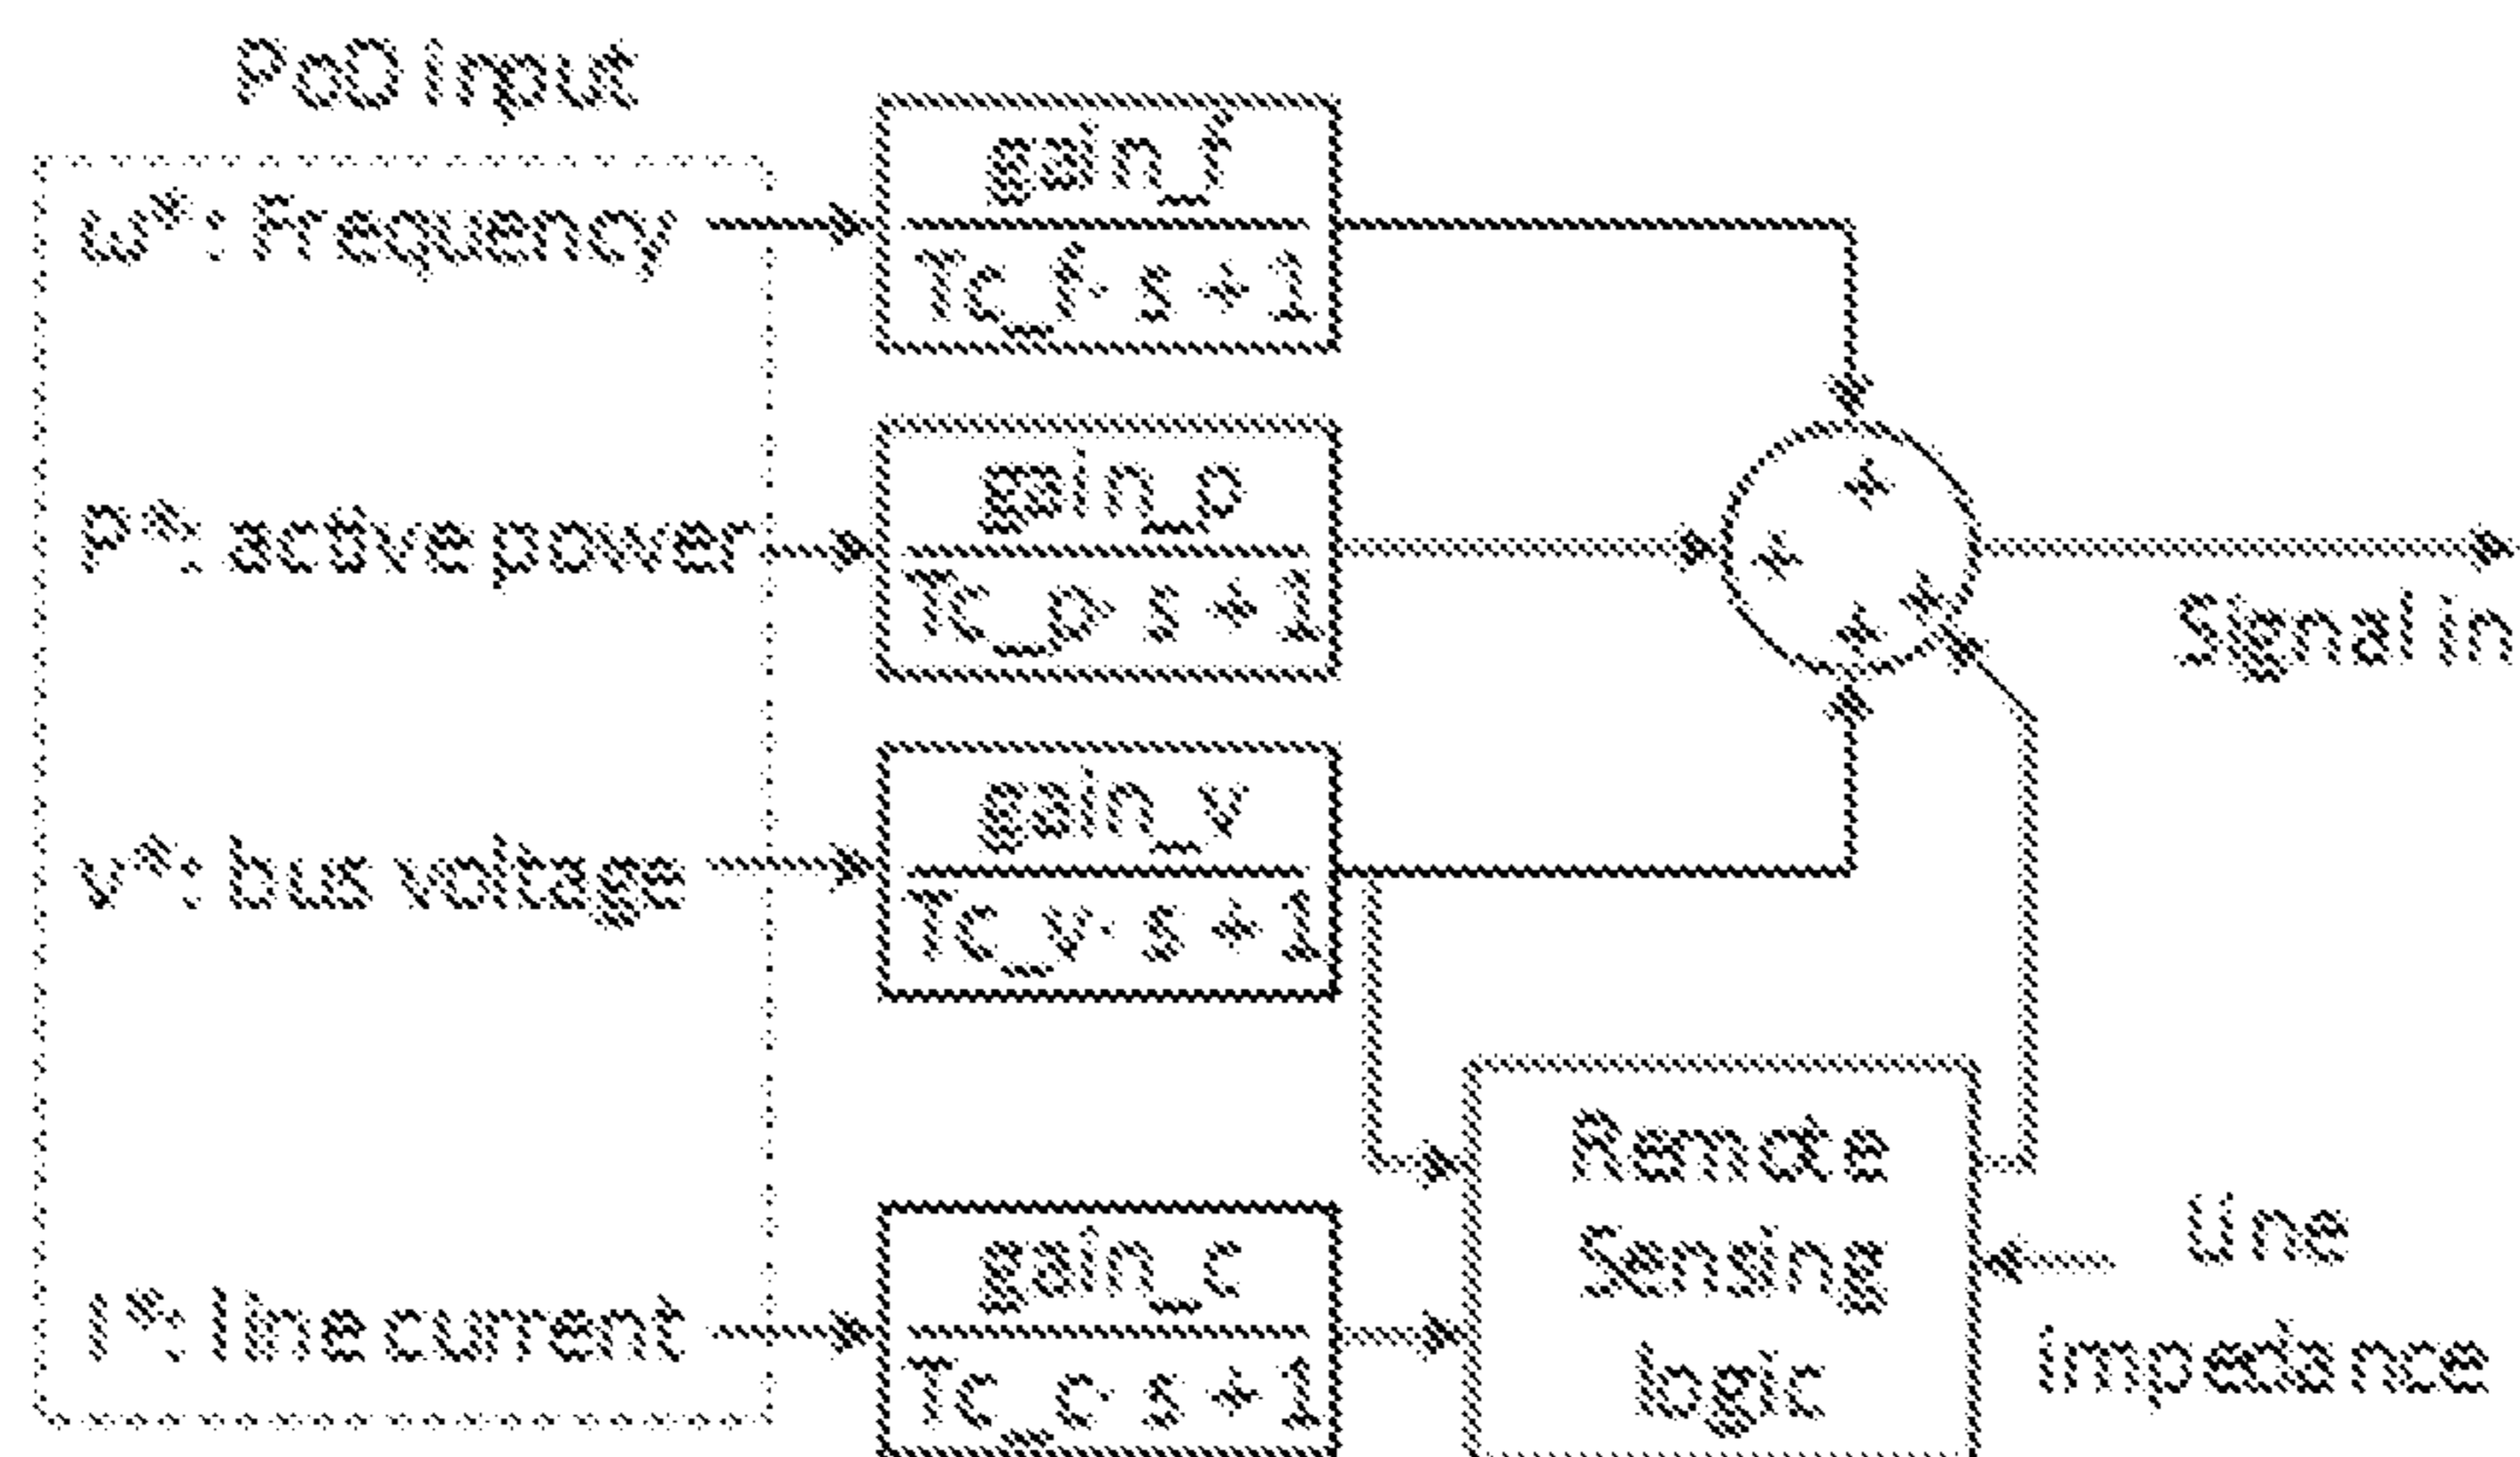 PoD Input
ω*: Frequency
gain_f
Tc_f· s + 1
P*: active power
gain_p
Tc_p· s + 1
Signal in
v*: bus voltage
gain_v
Tc_v· s + 1
Remote
Sensing
logic
Line
impedance
I*: line current
gain_c
Tc_c· s + 1
+
+
+
+